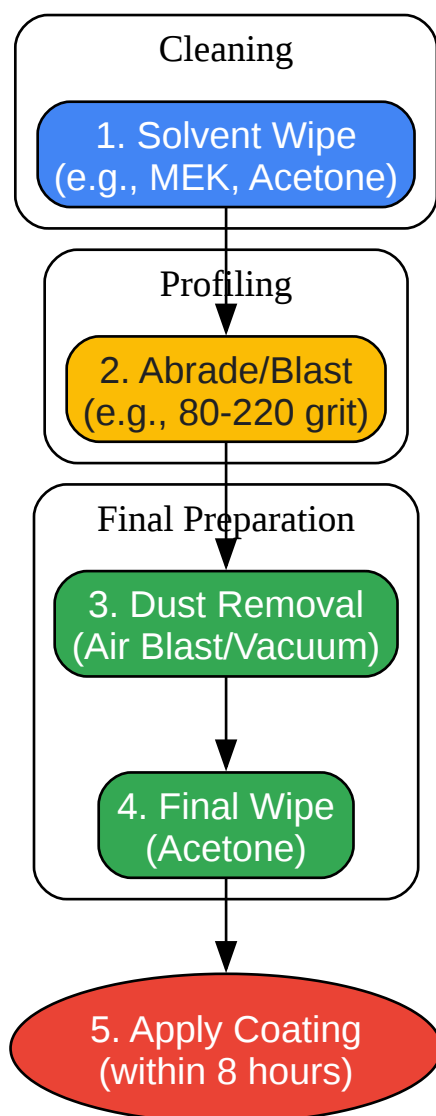 Cleaning
1. Solvent Wipe
(e.g., MEK, Acetone)
Profiling
2. Abrade/Blast
(e.g., 80-220 grit)
Final Preparation
3. Dust Removal
(Air Blast/Vacuum)
4. Final Wipe
(Acetone)
5. Apply Coating
(within 8 hours)